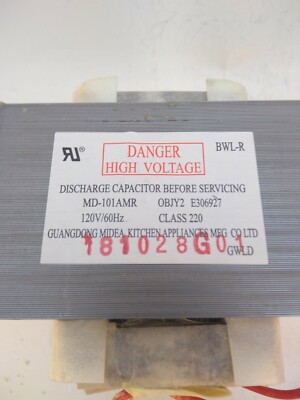 DANGER
HIGH VOLTAGE
BWL-R
DISCHARGE CAPACITOR BEFORE SERVICING
MD-101AMR OBJY2 E306927
120V/60Hz CLASS 220
GUANGDONG MIDEA KITCHEN APPLIANCES MFG CO LTD
181028G01
GWLD